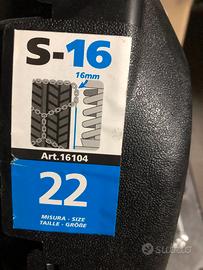 S-16
16mm
Art.16104
22
MISURA - SIZE
TAILLE - GRÖßE
subito